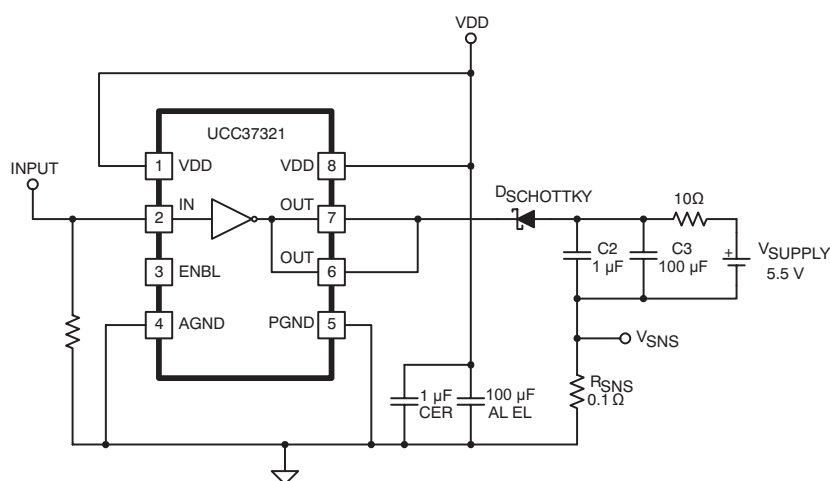 VDD
UCC37321
INPUT
1 VDD
VDD 8
2 IN
OUT 7
3 ENBL
OUT 6
4 AGND
PGND 5
DSCHOTTKY
10Ω
C2
1 µF
C3
100 µF
+
VSUPPLY
5.5 V
VSNS
RSNS
0.1 Ω
1 µF
CER
100 µF
AL EL